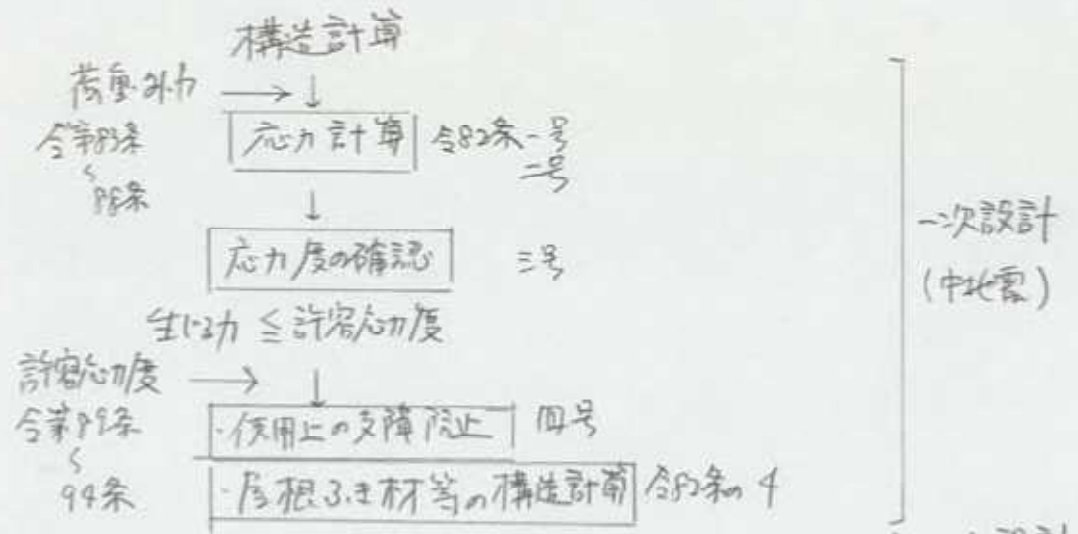 構造計算
荷重・外力 → ↓
令第83条
〜
88条
応力計算 令82条一号
二号
↓
応力度の確認 三号
生じる力 ≦ 許容応力度
許容応力度 → ↓
令第89条
〜
94条
・使用上の支障防止 四号
・屋根ふき材等の構造計算 令82条の4
一次設計
(中地震)